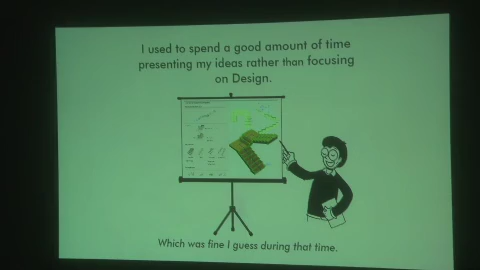 I used to spend a good amount of time
presenting my ideas rather than focusing
on Design.
Which was fine I guess during that time.